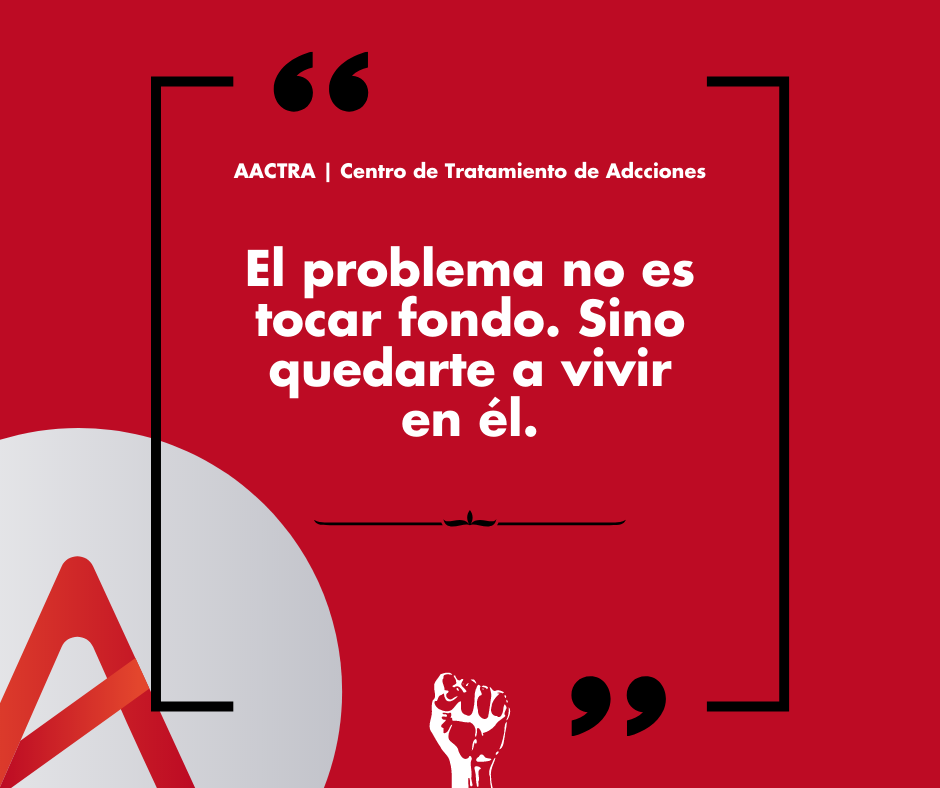 AACTRA | Centro de Tratamiento de Adcciones
El problema no es
tocar fondo. Sino
quedarte a vivir
en él.